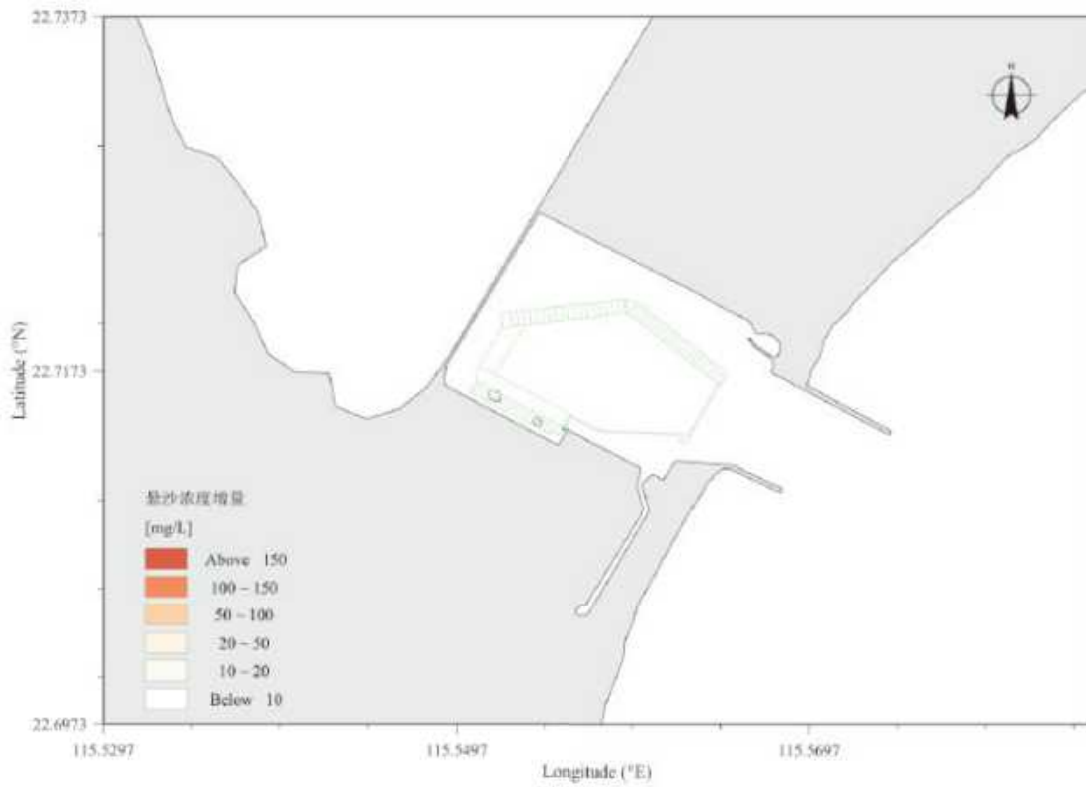 22.7373
N
22.7173
22.6973
Latitude (°N)
悬沙浓度增量
[mg/L]
Above 150
100 ~ 150
50 ~ 100
20 ~ 50
10 ~ 20
Below 10
115.5297
115.5497
115.5697
Longitude (°E)